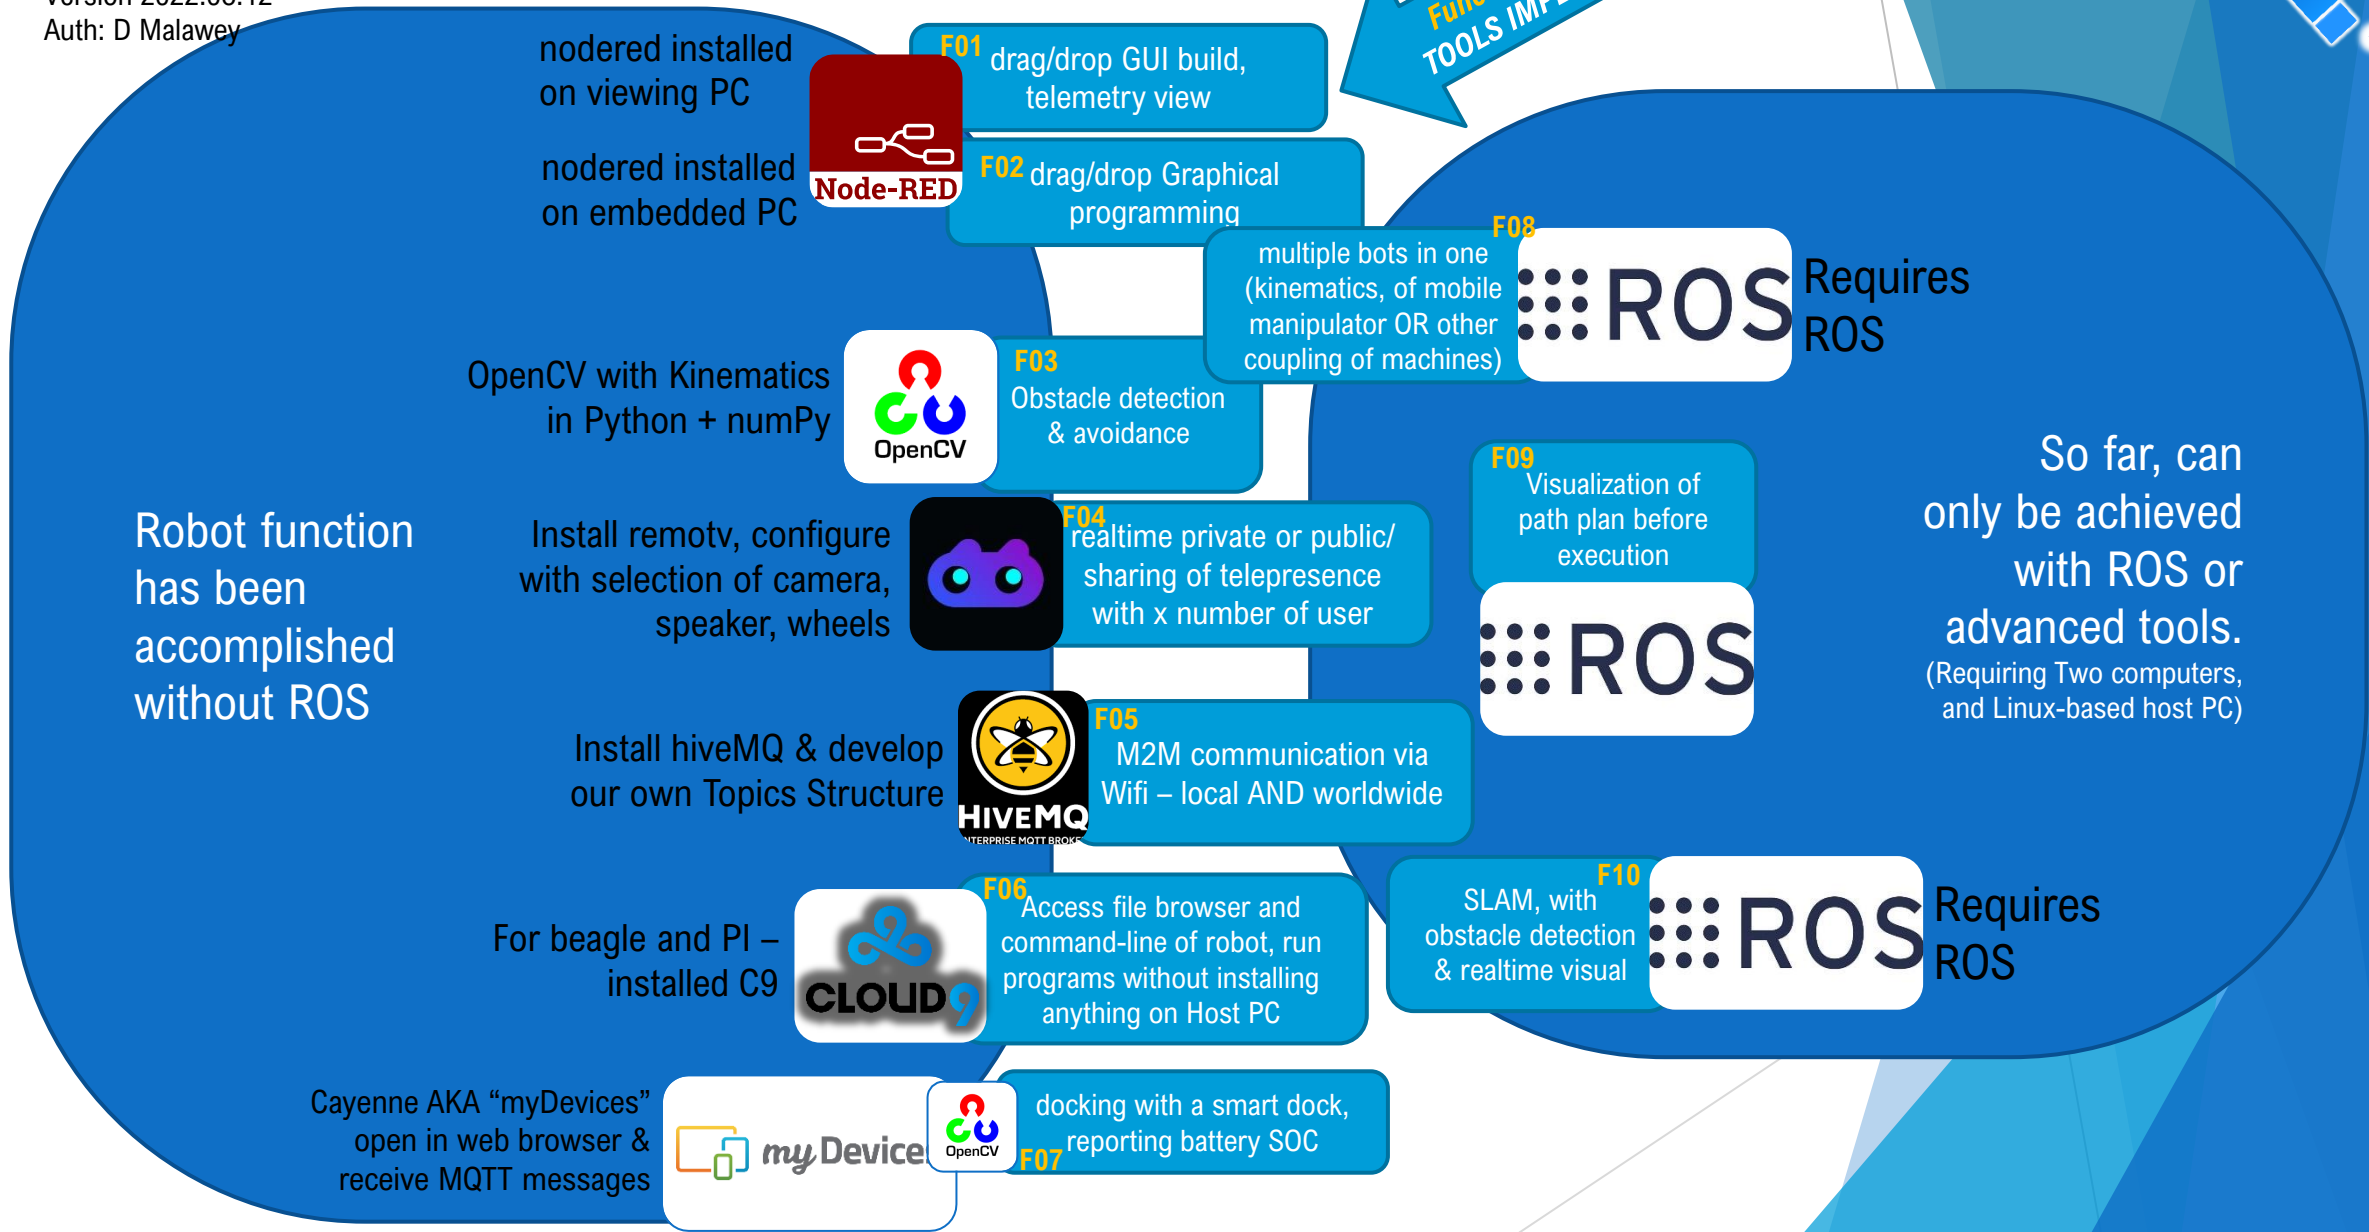 Auth: D Malawey
TOOLS
nodered installed
on viewing PC
nodered installed
on embedded PC
Node-RED
F01
drag/drop GUI build,
telemetry view
F02
drag/drop Graphical
programming
F08
multiple bots in one
(kinematics, of mobile
manipulator OR other
coupling of machines)
ROS
Requires
ROS
OpenCV with Kinematics
in Python + numPy
OpenCV
F03
Obstacle detection
& avoidance
Robot function
has been
accomplished
without ROS
Install remotv, configure
with selection of camera,
speaker, wheels
F04
realtime private or public/
sharing of telepresence
with x number of user
F09
Visualization of
path plan before
execution
ROS
So far, can
only be achieved
with ROS or
advanced tools.
(Requiring Two computers,
and Linux-based host PC)
Install hiveMQ & develop
our own Topics Structure
HIVEMQ
F05
M2M communication via
Wifi – local AND worldwide
For beagle and PI –
installed C9
CLOUD9
F06
Access file browser and
command-line of robot, run
programs without installing
anything on Host PC
F10
SLAM, with
obstacle detection
& realtime visual
ROS
Requires
ROS
Cayenne AKA “myDevices”
open in web browser &
receive MQTT messages
my Device
OpenCV
F07
docking with a smart dock,
reporting battery SOC